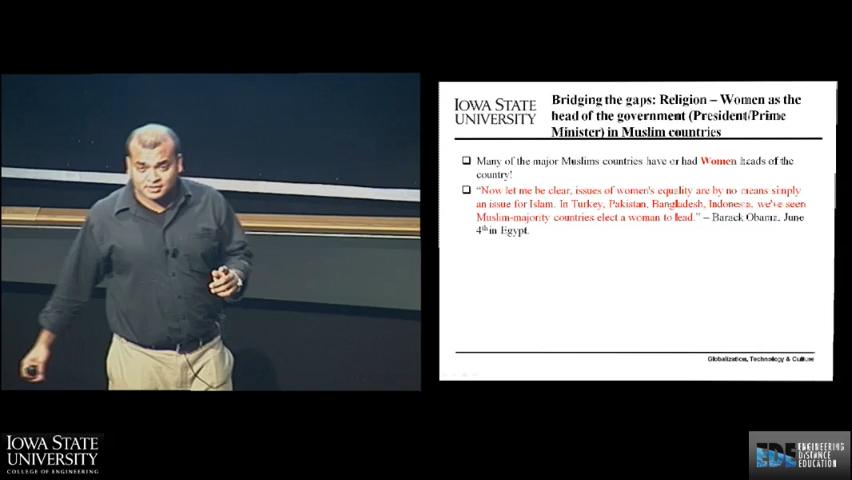 IOWA STATE
UNIVERSITY
Bridging the gaps: Religion – Women as the
head of the government (President/Prime
Minister) in Muslim countries
❑ Many of the major Muslims countries have or had Women heads of the
country!
❑ “Now let me be clear, issues of women's equality are by no means simply
an issue for Islam. In Turkey, Pakistan, Bangladesh, Indonesia, we've seen
Muslim-majority countries elect a woman to lead.” – Barack Obama, June
4th in Egypt.
Globalization, Technology & Culture
IOWA STATE
UNIVERSITY
COLLEGE OF ENGINEERING
EDE ENGINEERING
DISTANCE
EDUCATION